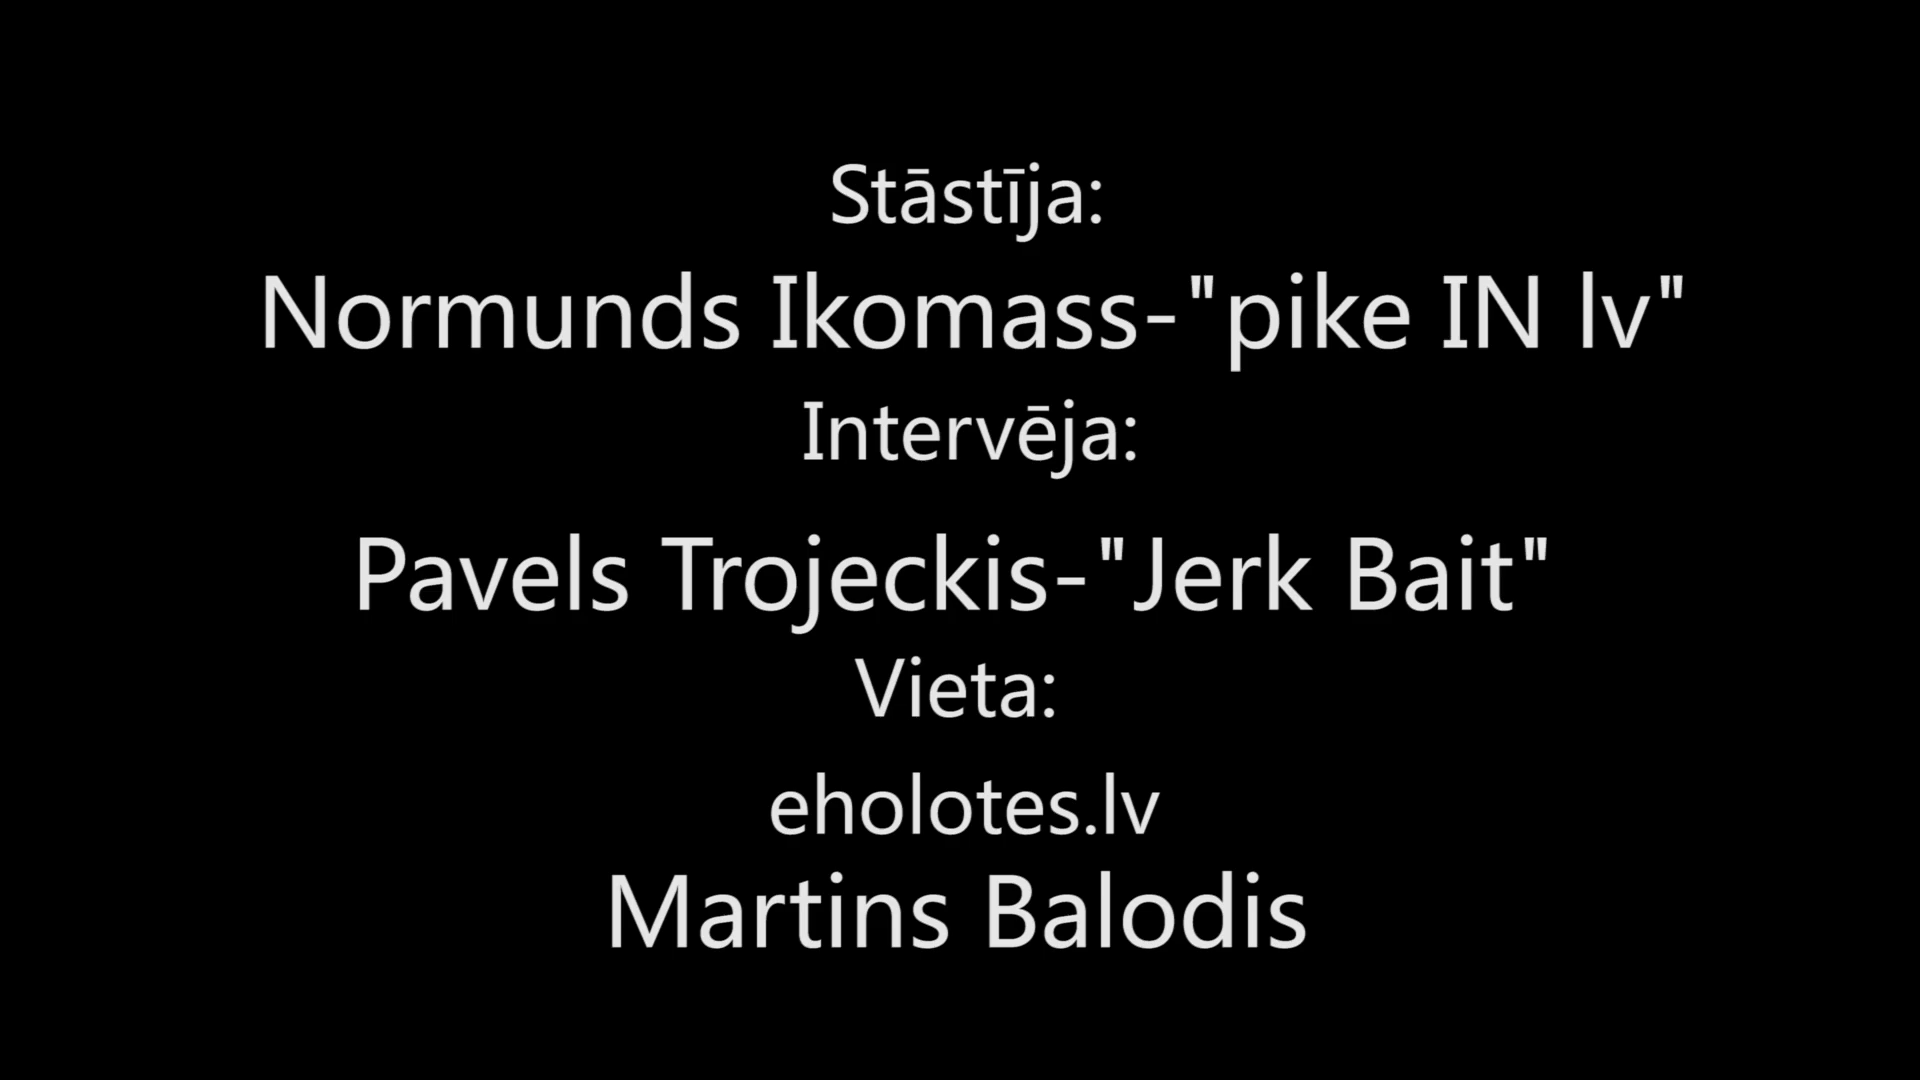 Stāstīja:
Normunds Ikomass-"pike IN lv"
Intervēja:
Pavels Trojeckis-"Jerk Bait"
Vieta:
eholotes.lv
Martins Balodis